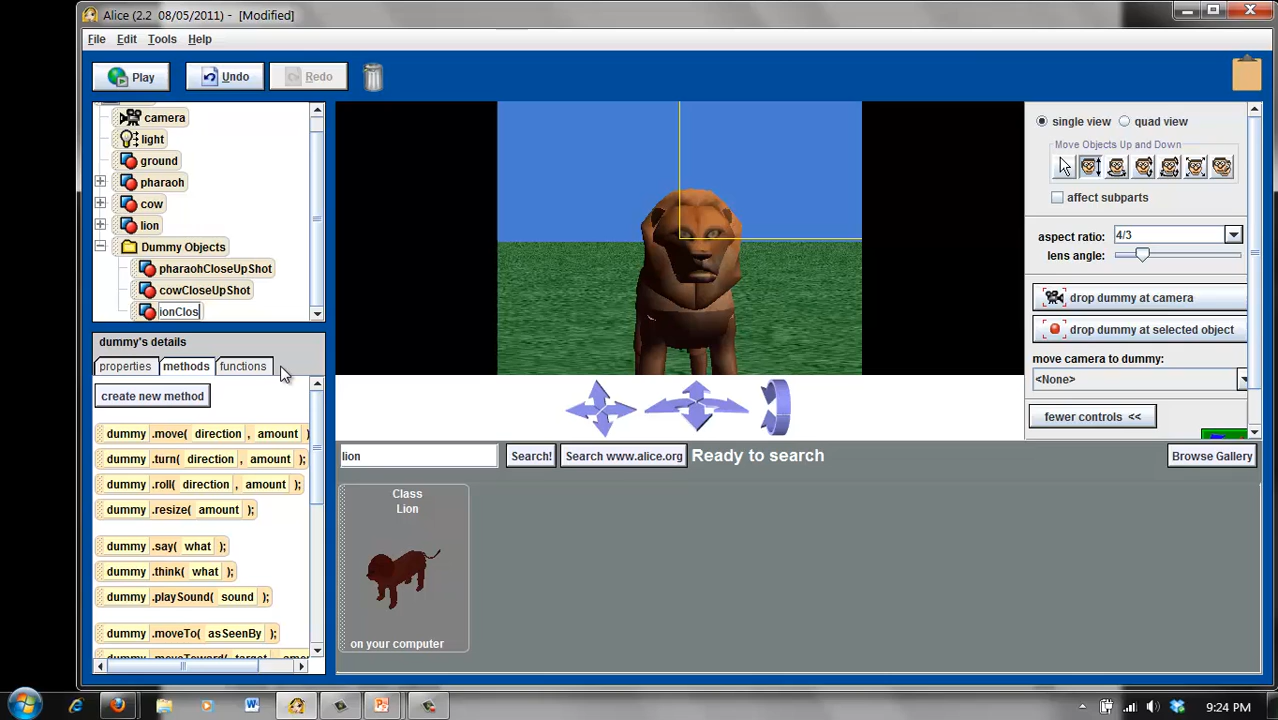 Alice (2.2 08/05/2011) - [Modified]
File Edit Tools Help
Play Undo Redo
camera
light
ground
pharaoh
cow
lion
Dummy Objects
pharaohCloseUpShot
cowCloseUpShot
ionClos
dummy's details
properties methods functions
create new method
dummy .move( direction , amount )
dummy .turn( direction , amount );
dummy .roll( direction , amount );
dummy .resize( amount );
dummy .say( what );
dummy .think( what );
dummy .playSound( sound );
dummy .moveTo( asSeenBy );
single view quad view
Move Objects Up and Down
affect subparts
aspect ratio: 4/3
lens angle:
drop dummy at camera
drop dummy at selected object
move camera to dummy:
<None>
fewer controls <<
lion Search! Search www.alice.org Ready to search Browse Gallery
Class
Lion
on your computer
9:24 PM